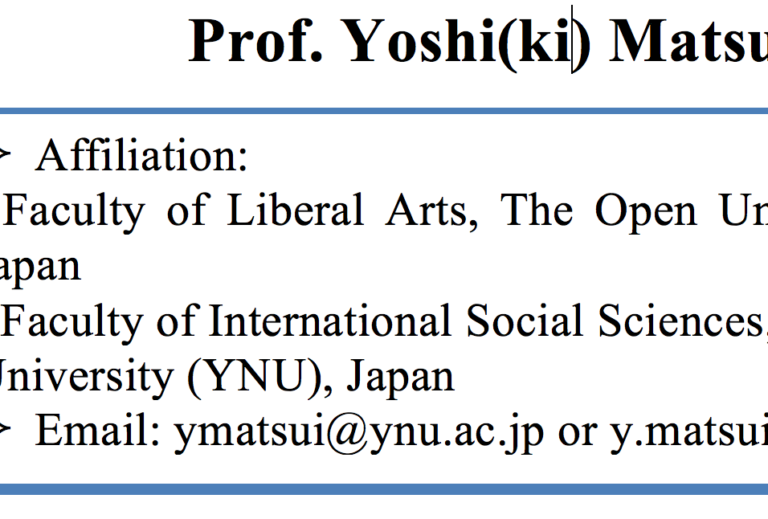 Prof. Yoshi(ki) Matsu
➢ Affiliation:
Faculty of Liberal Arts, The Open Un
apan
Faculty of International Social Sciences,
University (YNU), Japan
➢ Email: ymatsui@ynu.ac.jp or y.matsui